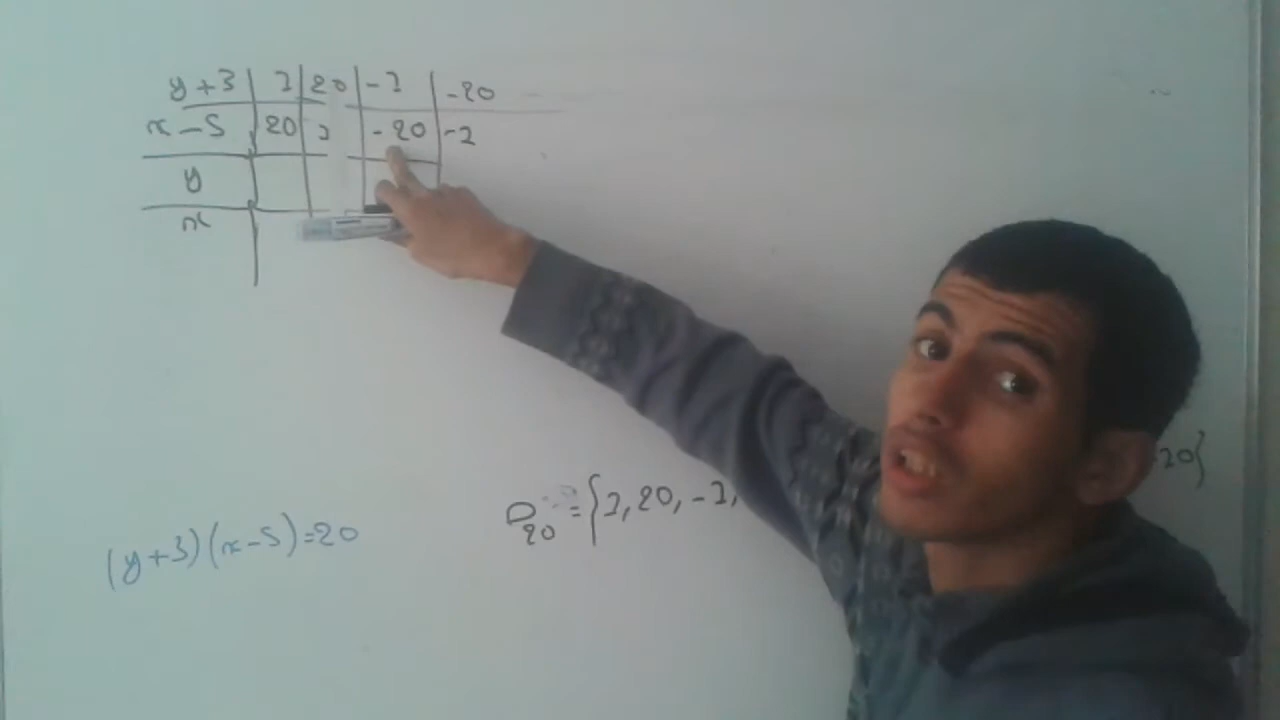 y+3 | 1 | 20 | -1 | -20
x-5 | 20 | 1 | -20 | -1
y
x
(y+3)(x-5)=20
D20 = {1, 20, -1, -20}